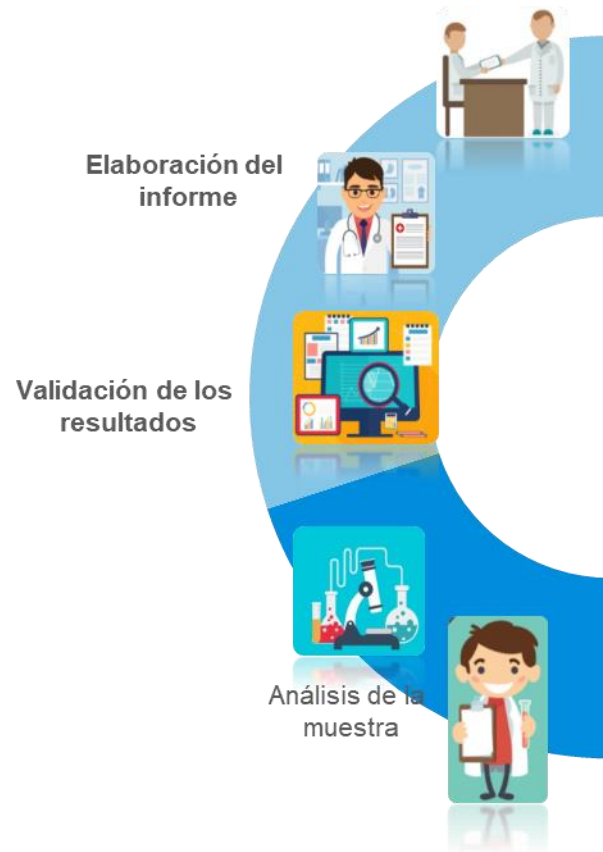 Elaboración del
informe
Validación de los
resultados
Análisis de la
muestra